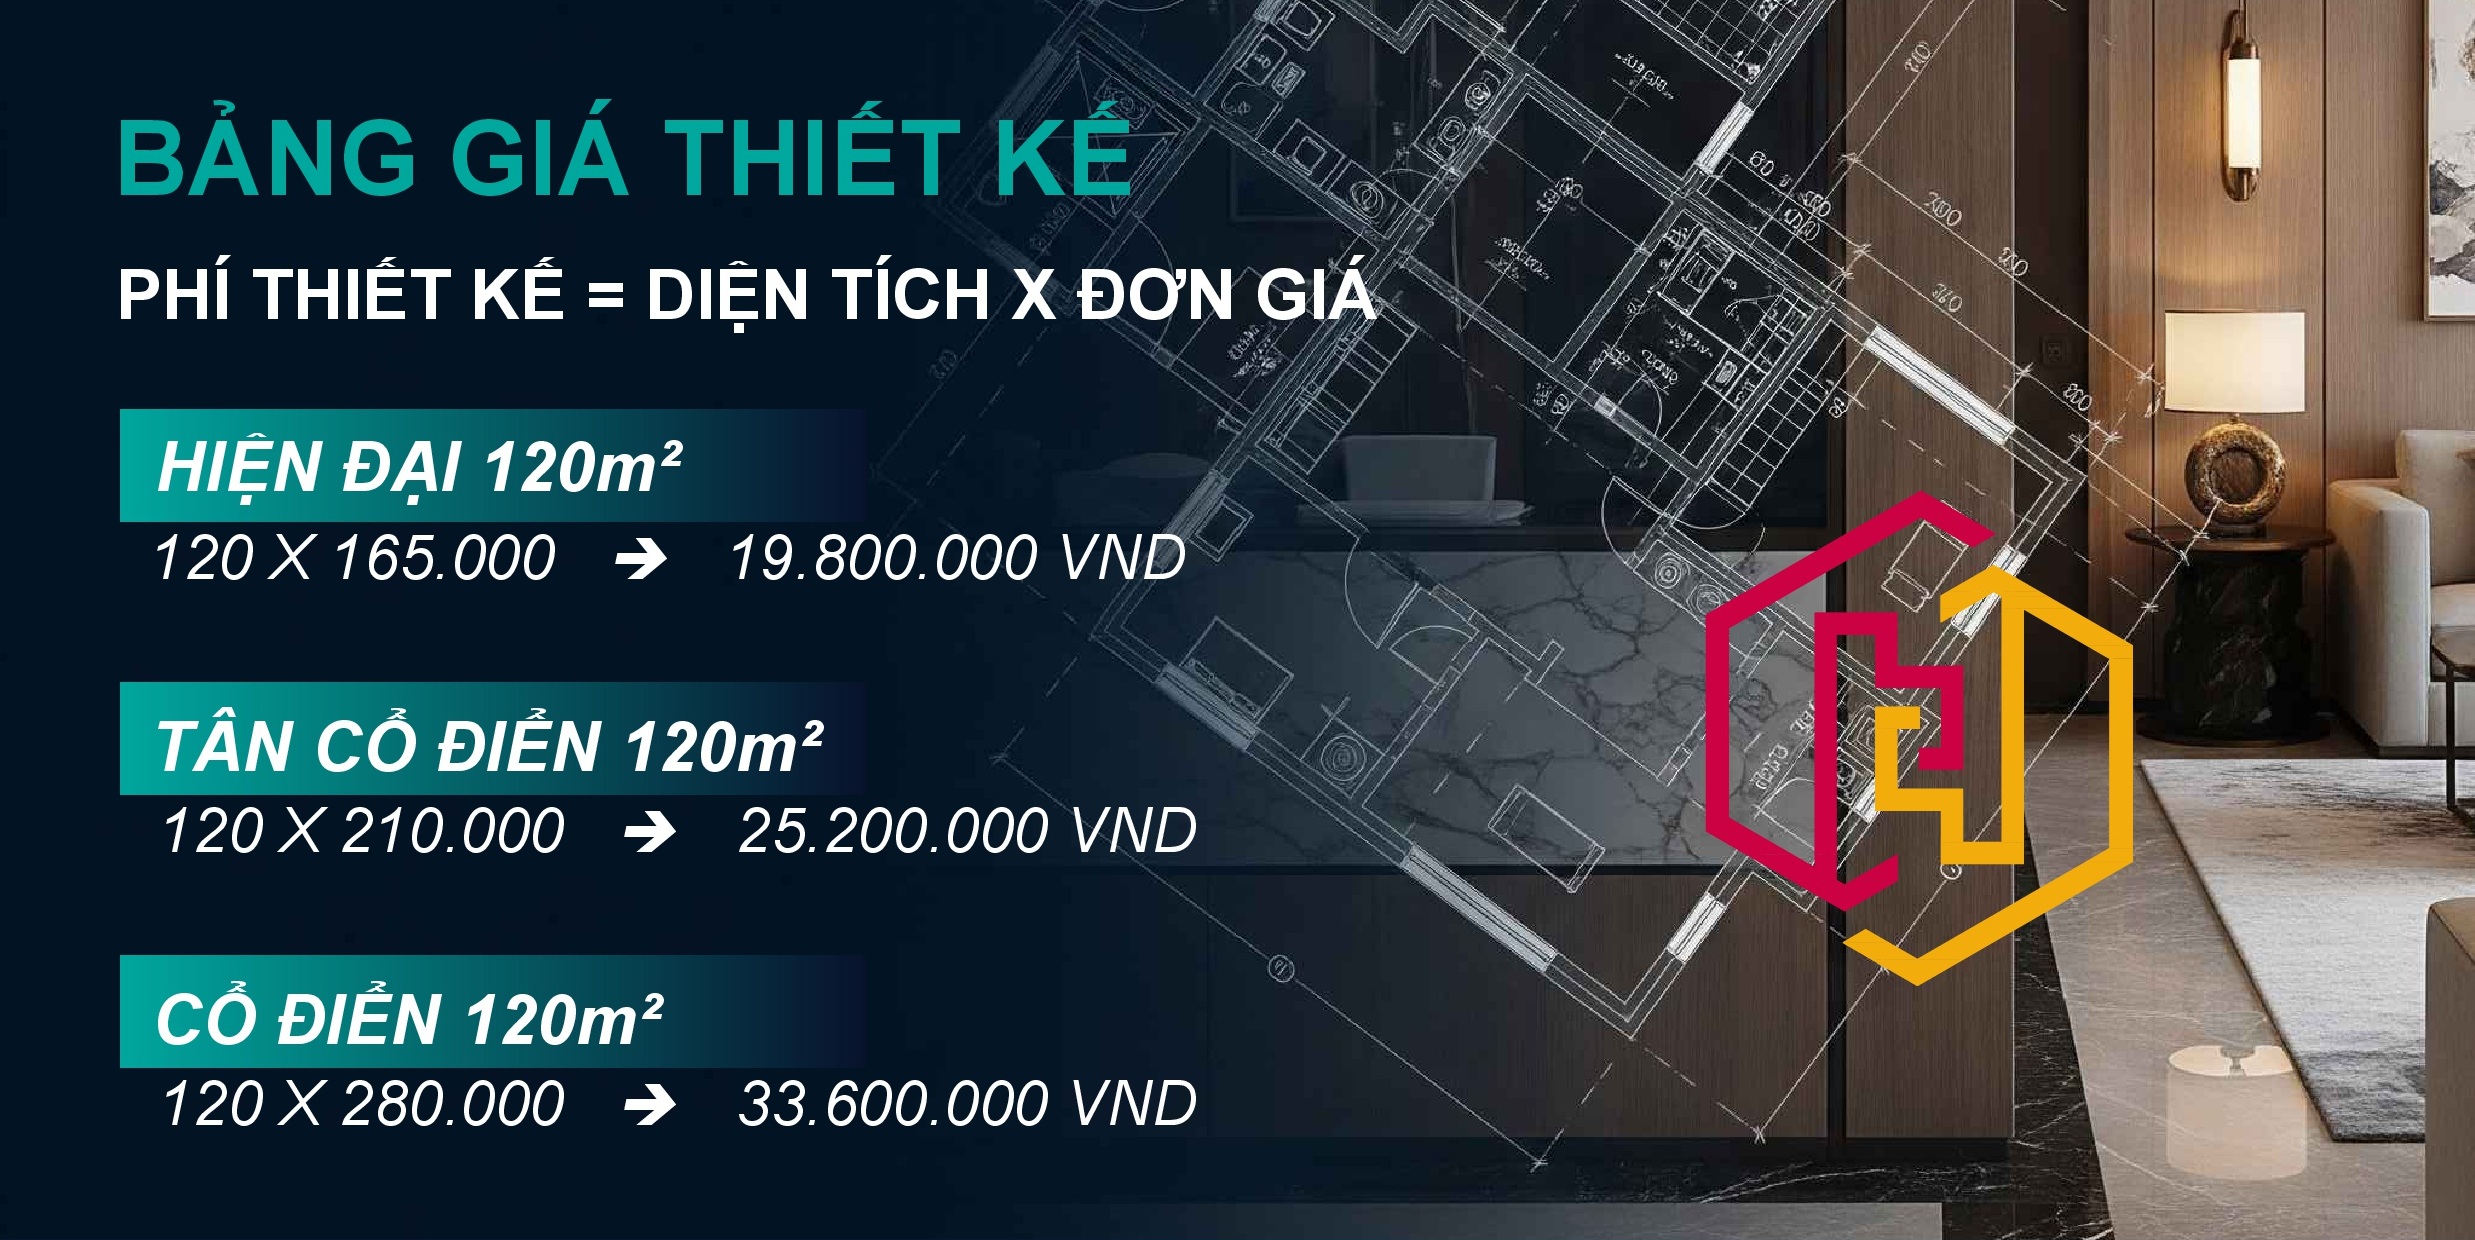 BẢNG GIÁ THIẾT KẾ
PHÍ THIẾT KẾ = DIỆN TÍCH X ĐƠN GIÁ
HIỆN ĐẠI 120m²
120 X 165.000 ➔ 19.800.000 VND
TÂN CỔ ĐIỂN 120m²
120 X 210.000 ➔ 25.200.000 VND
CỔ ĐIỂN 120m²
120 X 280.000 ➔ 33.600.000 VND